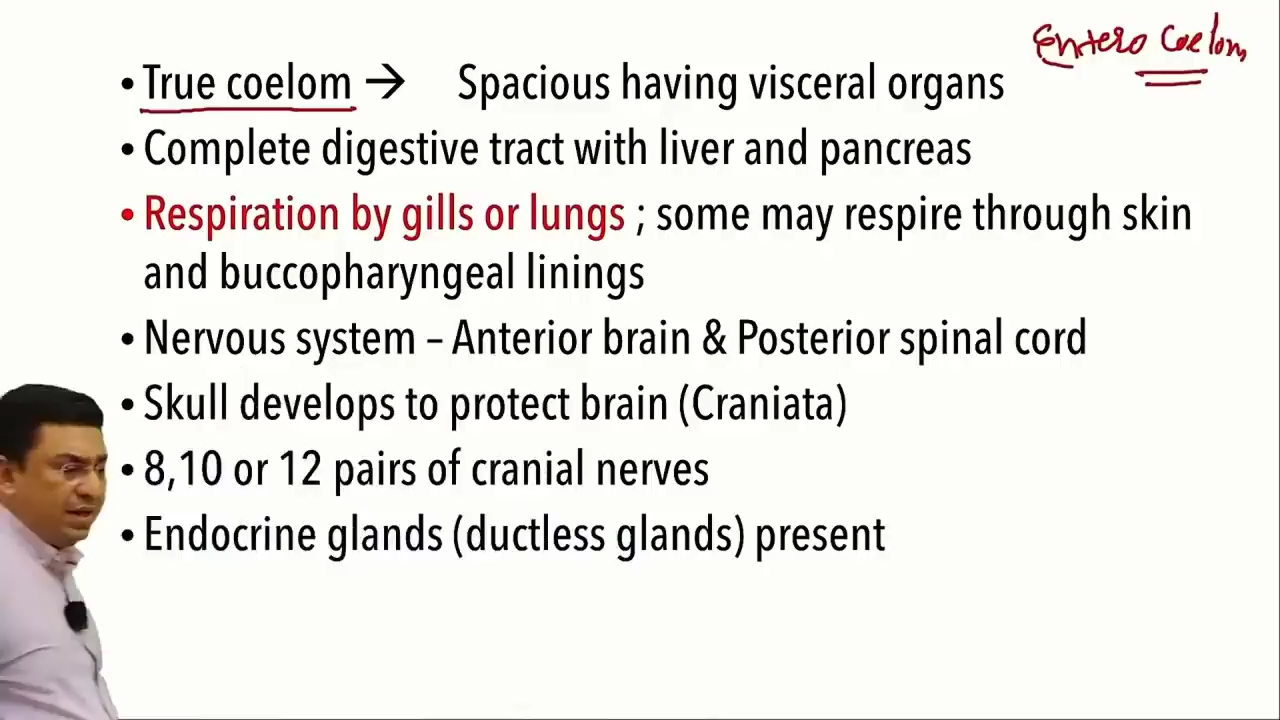 Entero Coelom
• True coelom → Spacious having visceral organs
• Complete digestive tract with liver and pancreas
• Respiration by gills or lungs ; some may respire through skin
and buccopharyngeal linings
• Nervous system – Anterior brain & Posterior spinal cord
• Skull develops to protect brain (Craniata)
• 8,10 or 12 pairs of cranial nerves
• Endocrine glands (ductless glands) present